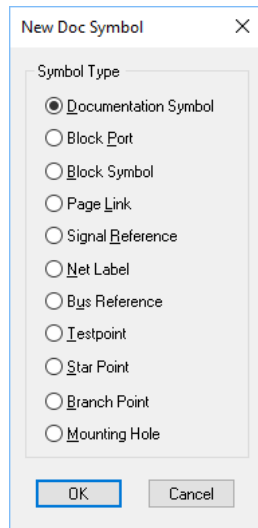 New Doc Symbol
Symbol Type
Documentation Symbol
Block Port
Block Symbol
Page Link
Signal Reference
Net Label
Bus Reference
Testpoint
Star Point
Branch Point
Mounting Hole
OK Cancel